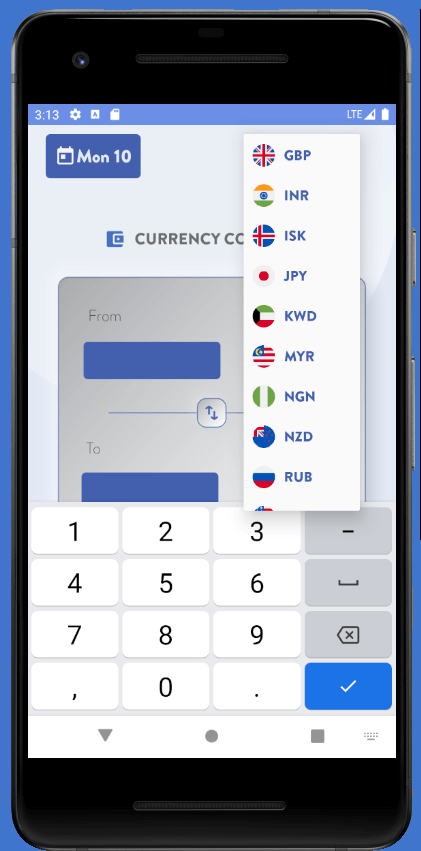 3:13
LTE
Mon 10
CURRENCY CO
From
To
GBP
INR
ISK
JPY
KWD
MYR
NGN
NZD
RUB
1 2 3 -
4 5 6
7 8 9
, 0 .